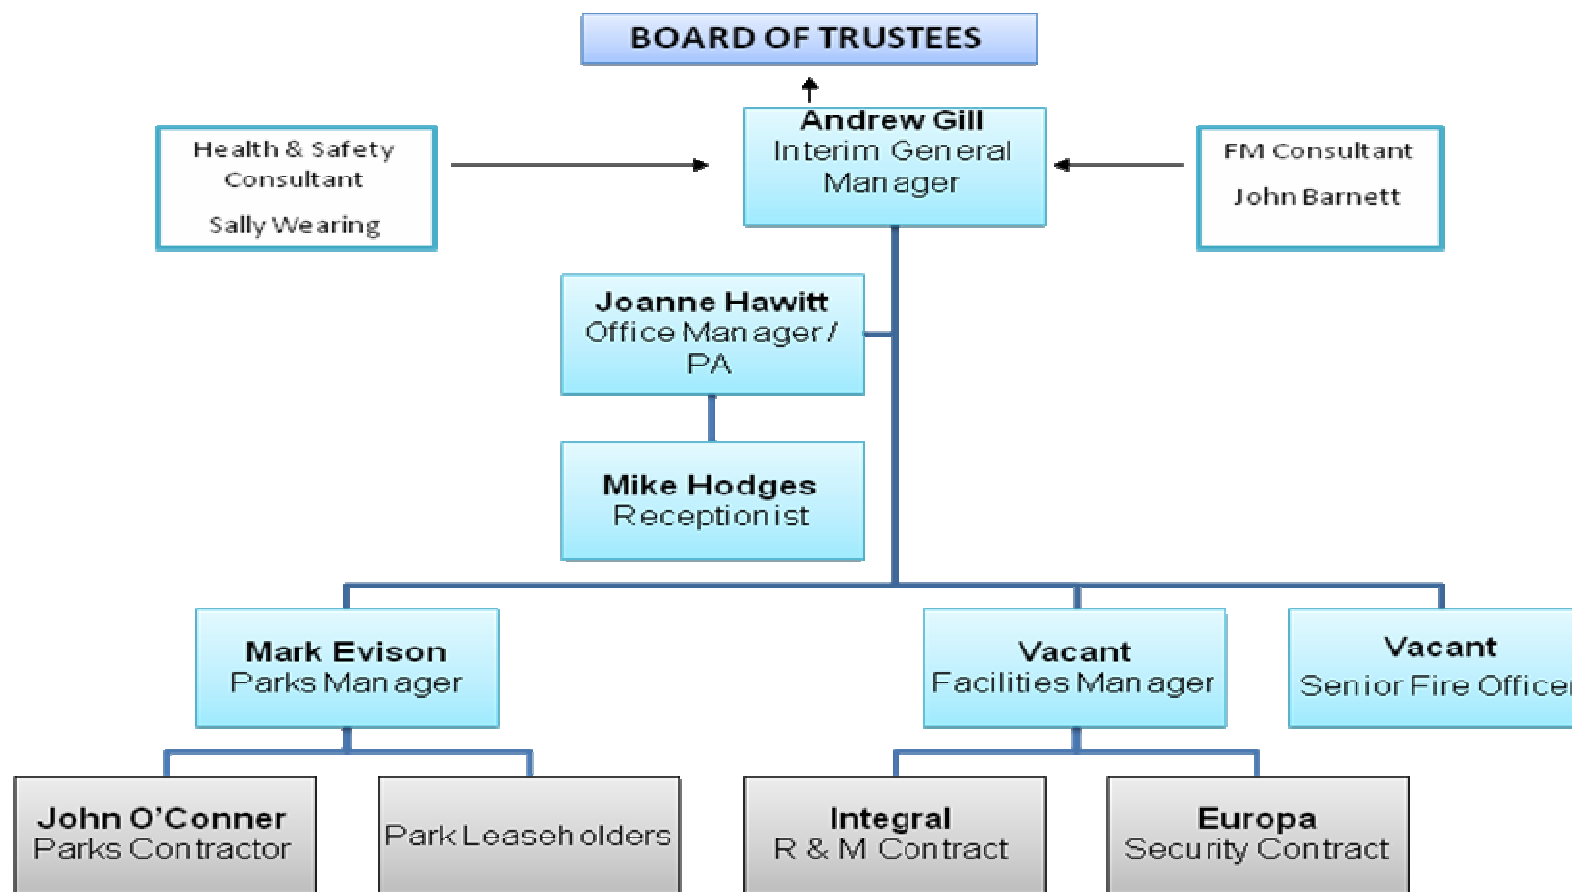 BOARD OF TRUSTEES
Andrew Gill
Interim General
Manager
Health & Safety
Consultant
Sally Wearing
FM Consultant
John Barnett
Joanne Hawitt
Office Manager /
PA
Mike Hodges
Receptionist
Mark Evison
Parks Manager
Vacant
Facilities Manager
Vacant
Senior Fire Officer
John O’Conner
Parks Contractor
Park Leaseholders
Integral
R & M Contract
Europa
Security Contract